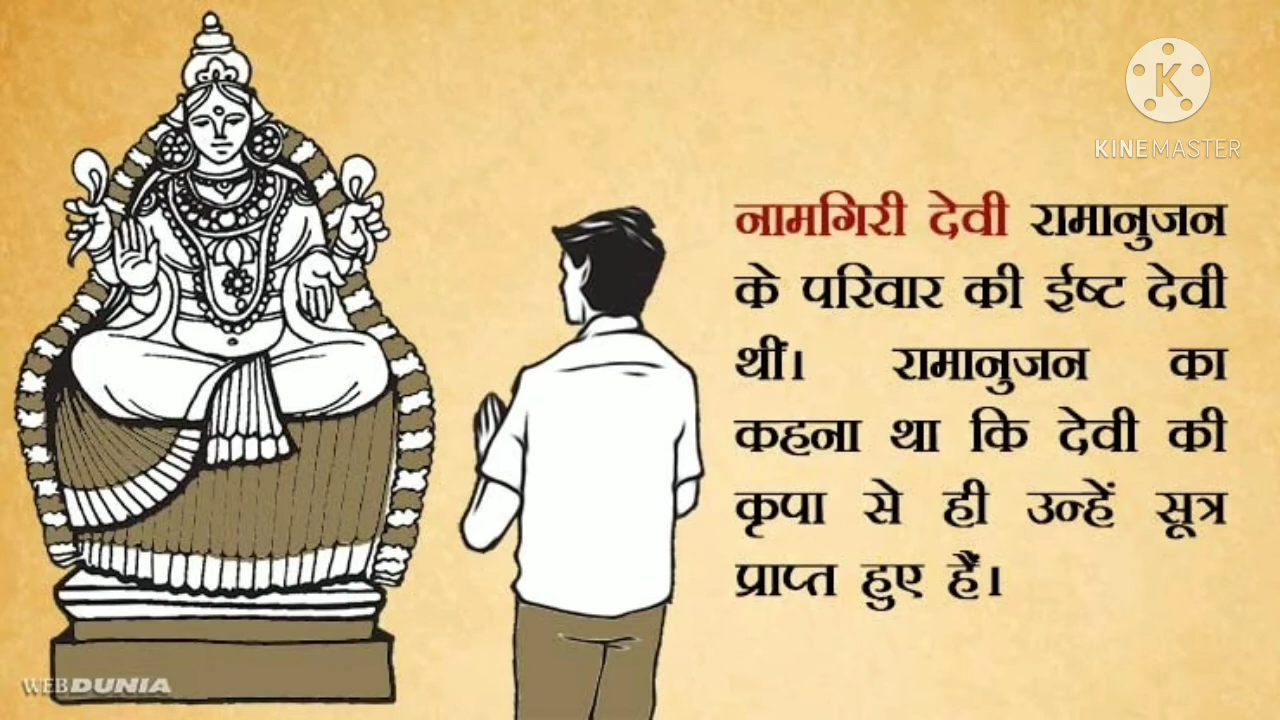 KINEMASTER
नामगिरी देवी रामानुजन
के परिवार की ईष्ट देवी
थीं। रामानुजन का
कहना था कि देवी की
कृपा से ही उन्हें सूत्र
प्राप्त हुए हैं।
WEBDUNIA